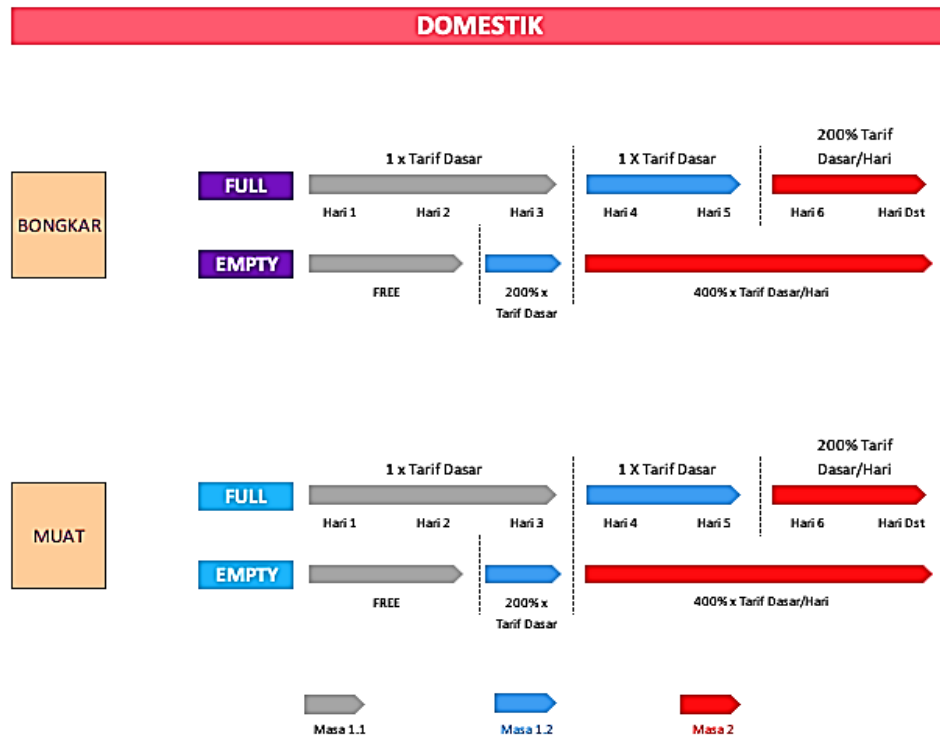 DOMESTIK
200% Tarif
Dasar/Hari
1 x Tarif Dasar
1 X Tarif Dasar
BONGKAR
FULL
Hari 1
Hari 2
Hari 3
Hari 4
Hari 5
Hari 6
Hari Dst
EMPTY
FREE
200% x
Tarif Dasar
400% x Tarif Dasar/Hari
200% Tarif
Dasar/Hari
1 x Tarif Dasar
1 X Tarif Dasar
MUAT
FULL
Hari 1
Hari 2
Hari 3
Hari 4
Hari 5
Hari 6
Hari Dst
EMPTY
FREE
200% x
Tarif Dasar
400% x Tarif Dasar/Hari
Masa 1.1
Masa 1.2
Masa 2